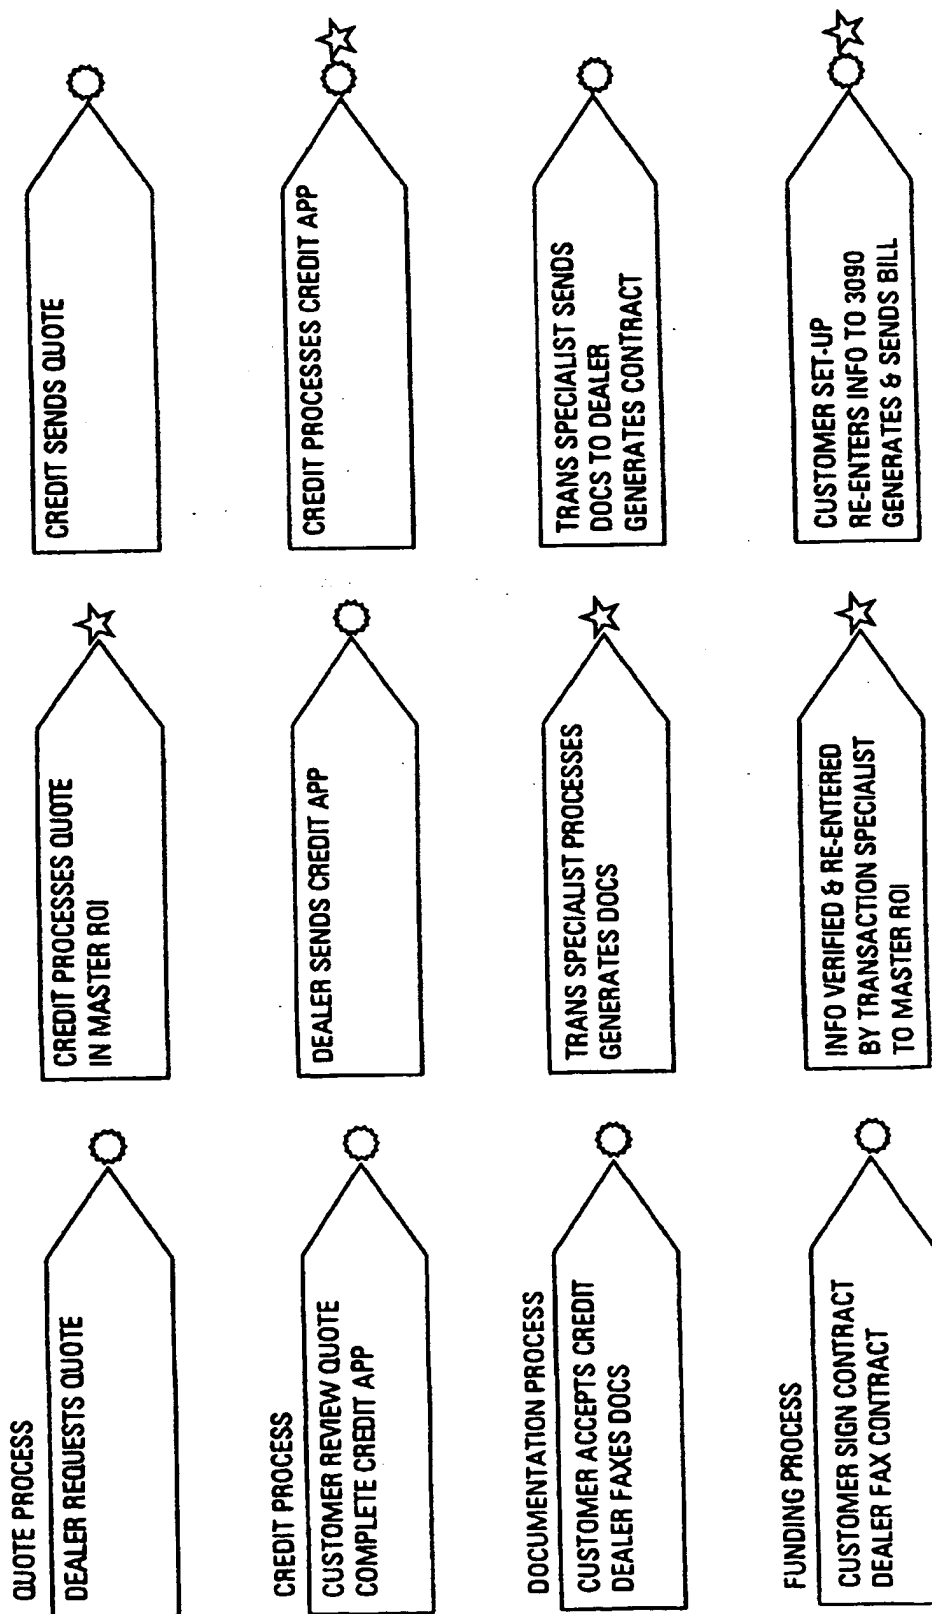 QUOTE PROCESS
DEALER REQUESTS QUOTE
CREDIT PROCESSES QUOTE
IN MASTER ROI
CREDIT SENDS QUOTE
CREDIT PROCESS
CUSTOMER REVIEW QUOTE
COMPLETE CREDIT APP
DEALER SENDS CREDIT APP
CREDIT PROCESSES CREDIT APP
DOCUMENTATION PROCESS
CUSTOMER ACCEPTS CREDIT
DEALER FAXES DOCS
TRANS SPECIALIST PROCESSES
GENERATES DOCS
TRANS SPECIALIST SENDS
DOCS TO DEALER
GENERATES CONTRACT
FUNDING PROCESS
CUSTOMER SIGN CONTRACT
DEALER FAX CONTRACT
INFO VERIFIED & RE-ENTERED
BY TRANSACTION SPECIALIST
TO MASTER ROI
CUSTOMER SET-UP
RE-ENTERS INFO TO 3090
GENERATES & SENDS BILL